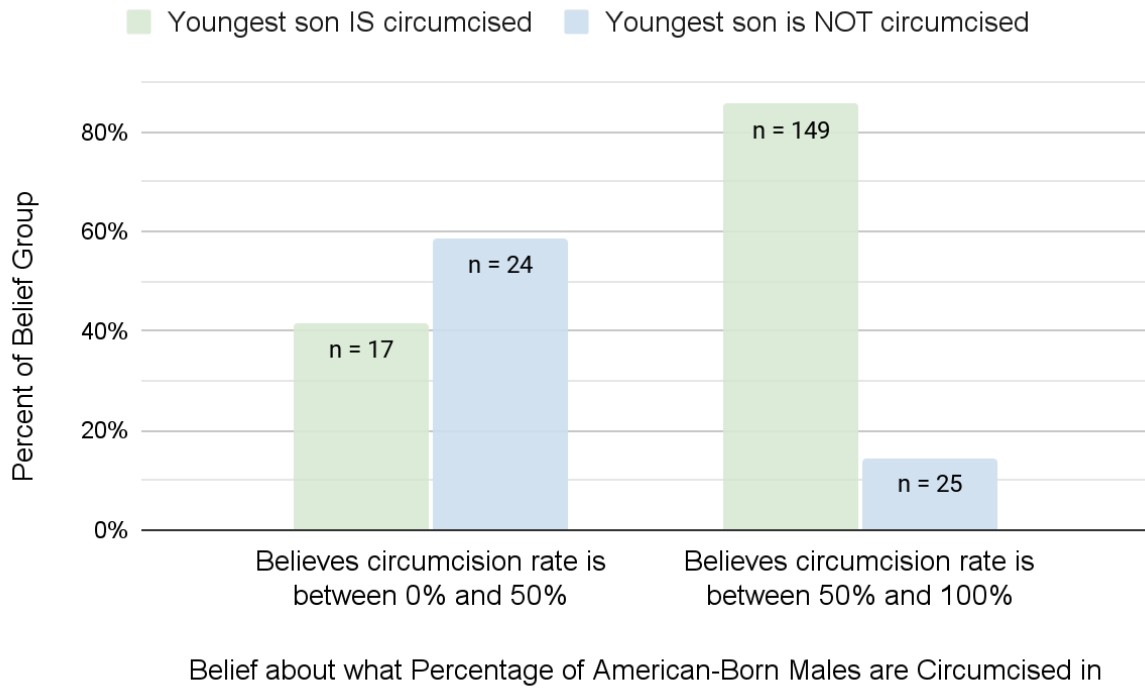 Youngest son IS circumcised Youngest son is NOT circumcised
Percent of Belief Group
80%
60%
40%
20%
0%
n = 17
n = 24
n = 149
n = 25
Believes circumcision rate is
between 0% and 50%
Believes circumcision rate is
between 50% and 100%
Belief about what Percentage of American-Born Males are Circumcised in